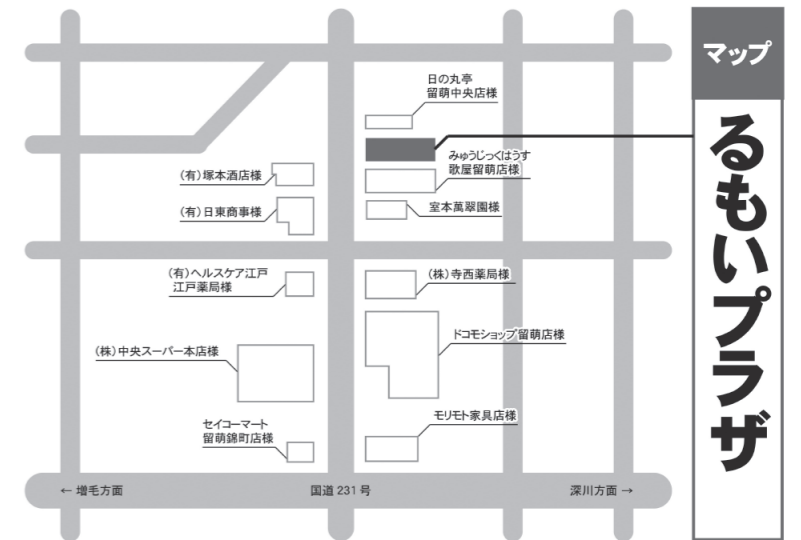 マップ
るもいプラザ
日の丸亭
留萌中央店様
みゅうじっくはうす
歌屋留萌店様
室本萬翠園様
(有)塚本酒店様
(有)日東商事様
(有)ヘルスケア江戸
江戸薬局様
(株)寺西薬局様
ドコモショップ留萌店様
(株)中央スーパー本店様
モリモト家具店様
セイコーマート
留萌錦町店様
← 増毛方面
国道 231 号
深川方面 →